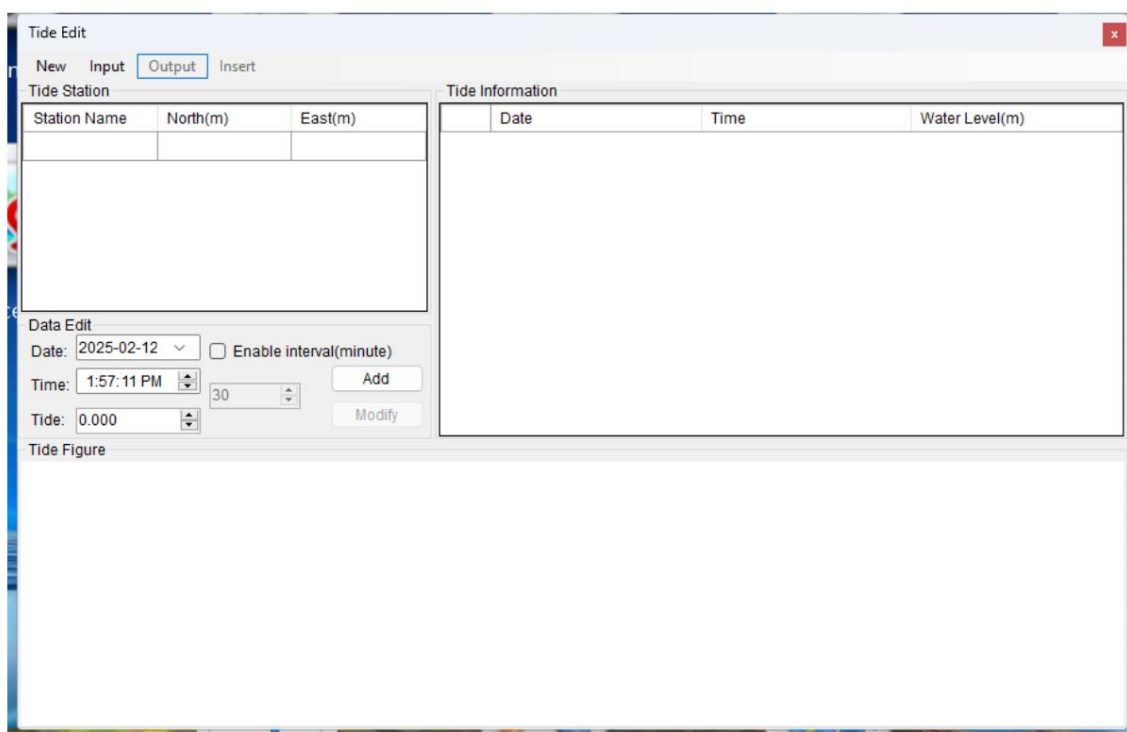 Tide Edit
x
New Input Output Insert
Tide Station
Station Name North(m) East(m)
Tide Information
Date Time Water Level(m)
Data Edit
Date: 2025-02-12
Enable interval(minute)
Time: 1:57:11 PM
30
Add
Tide: 0.000
Modify
Tide Figure